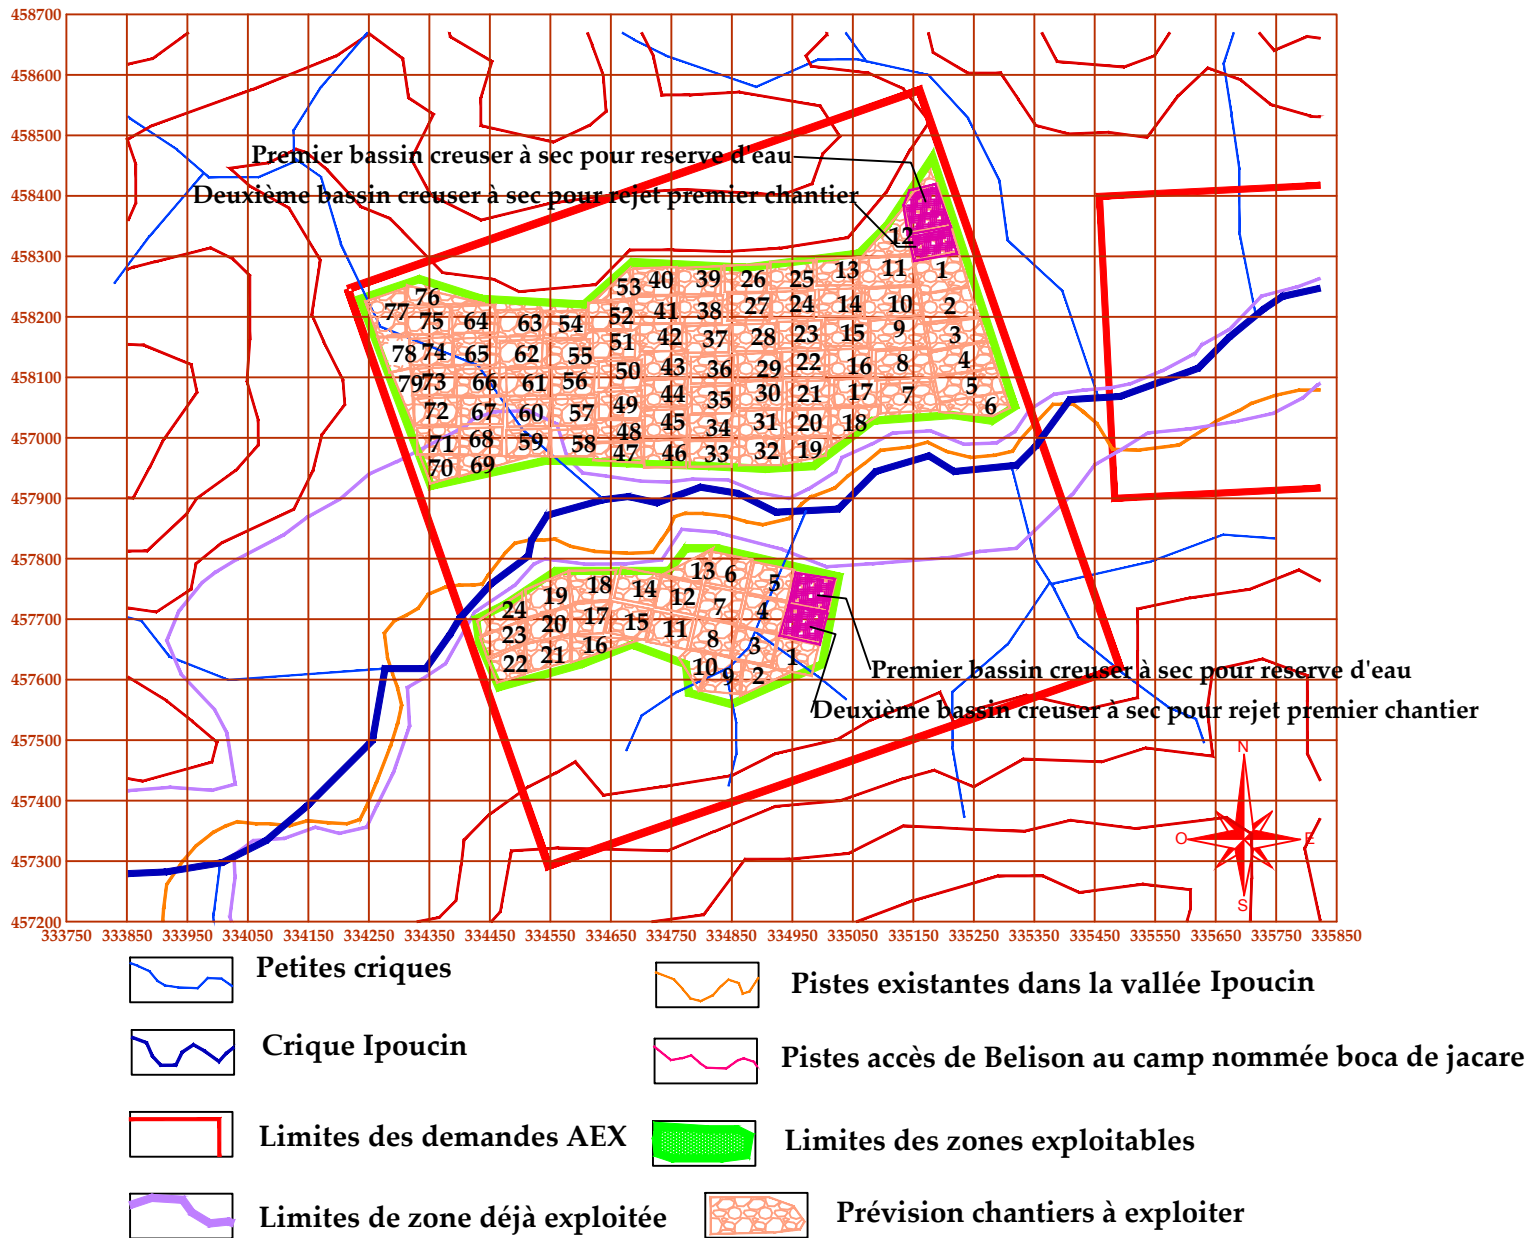 458700
458600
458500
Premier bassin creuser à sec pour reserve d'eau
458400
Deuxième bassin creuser à sec pour rejet premier chantier
12
458300
76 53 40 39 26 25 13 11 1
77 75 64 63 54 52 41 38 27 24 14 10 2
458200
78 74 65 62 55 51 42 37 28 23 15 9 3
50 43 36 29 22 16 8 4
458100
79 73 66 61 56 44 35 30 21 17 7 5
72 67 60 57 49 45 34 31 20 18 6
458000
71 68 59 58 48
70 69 47 46 33 32 19
457900
457800
13 6 5
24 19 18 14 12 7 4
457700
23 20 17 15 11 8 3
22 21 16 10 9 2 1
Premier bassin creuser à sec pour reserve d'eau
457600
Deuxième bassin creuser à sec pour rejet premier chantier
457500
N
457400
O E
457300
S
457200
333750 333850 333950 334050 334150 334250 334350 334450 334550 334650 334750 334850 334950 335050 335150 335250 335350 335450 335550 335650 335750 335850
Petites criques
Pistes existantes dans la vallée Ipoucin
Crique Ipoucin
Pistes accès de Belison au camp nommée boca de jacare
Limites des demandes AEX
Limites des zones exploitables
Limites de zone déjà exploitée
Prévision chantiers à exploiter